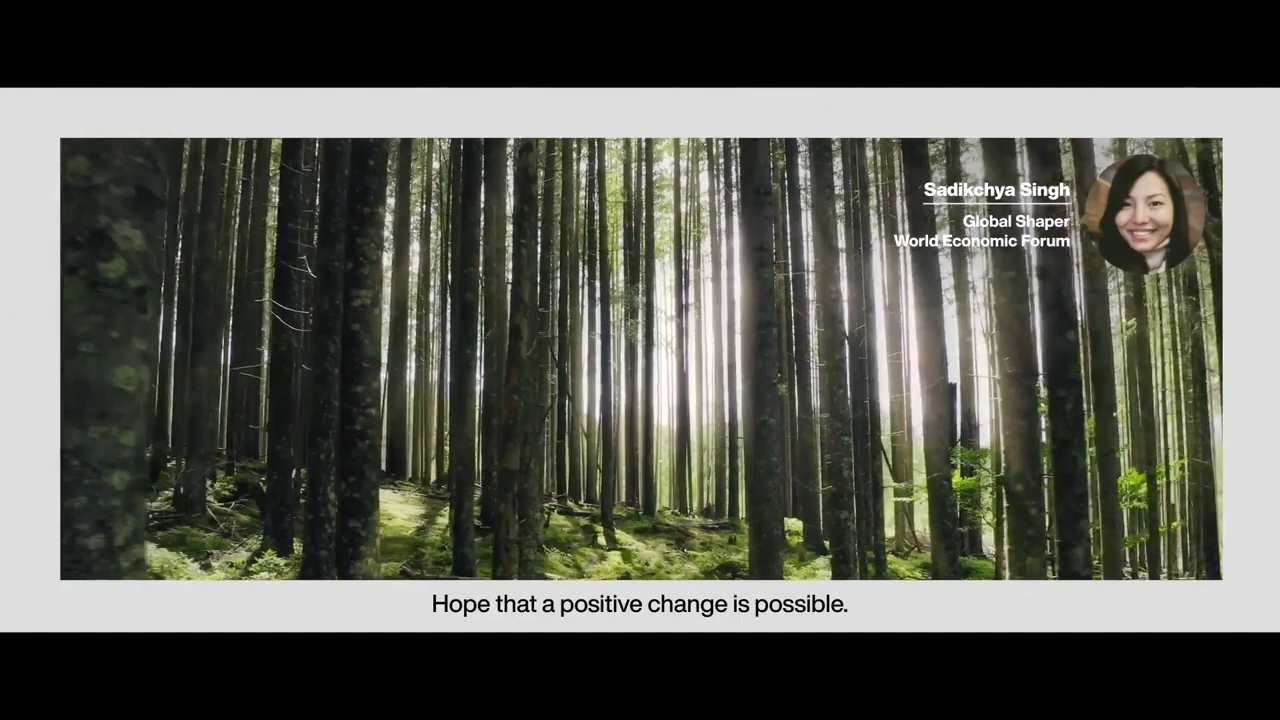 Sadikchya Singh
Global Shaper
World Economic Forum
Hope that a positive change is possible.